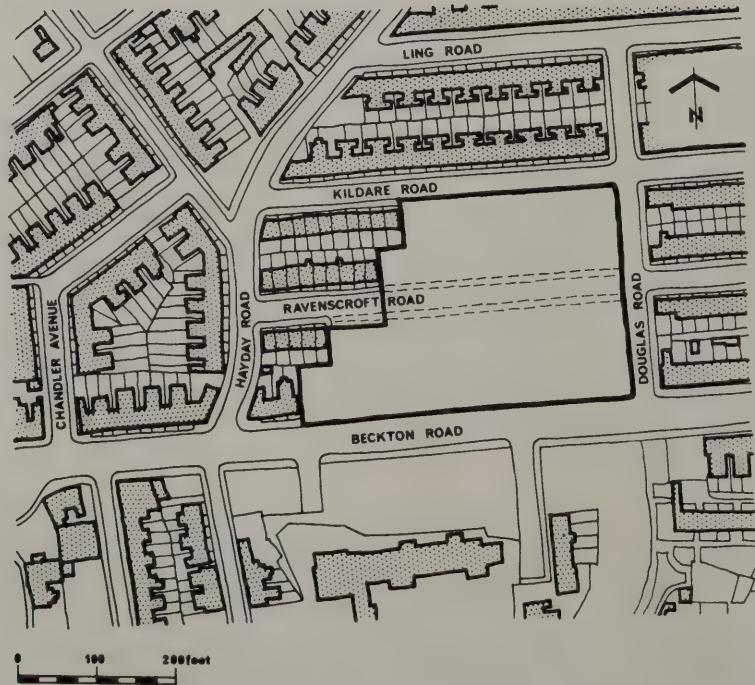 LING ROAD
N
KILDARE ROAD
RAVENSCROFT ROAD
HAYDAY ROAD
CHANDLER AVENUE
DOUGLAS ROAD
BECKTON ROAD
0 100 200feet